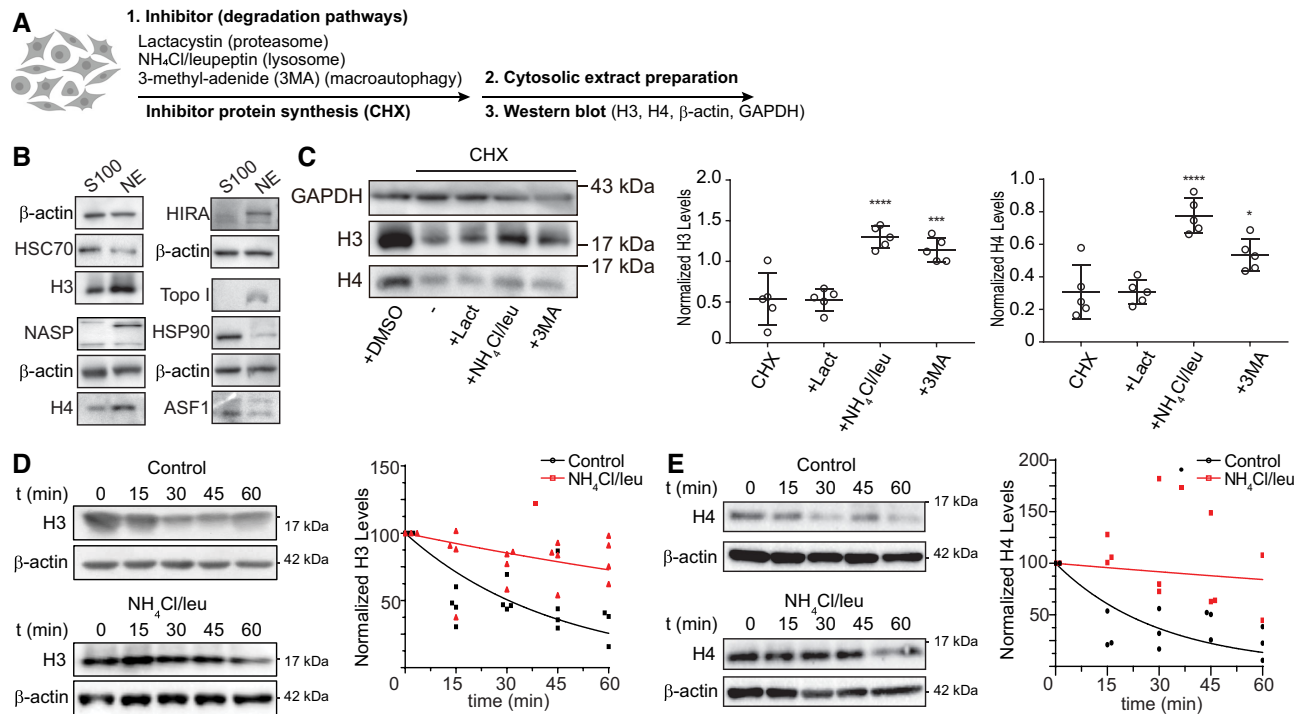 A
1. Inhibitor (degradation pathways)
Lactacystin (proteasome)
NH₄Cl/leupeptin (lysosome)
3-methyl-adenide (3MA) (macroautophagy)
Inhibitor protein synthesis (CHX)
2. Cytosolic extract preparation
3. Western blot (H3, H4, β-actin, GAPDH)
B
S100 NE
β-actin
HSC70
H3
NASP
β-actin
H4
S100 NE
HIRA
β-actin
Topo I
HSP90
β-actin
ASF1
C
CHX
GAPDH
43 kDa
H3
17 kDa
17 kDa
H4
+DMSO
-
+Lact
+NH₄Cl/leu
+3MA
Normalized H3 Levels
2.0
1.5
1.0
0.5
0
****
***
CHX
+Lact
+NH₄Cl/leu
+3MA
Normalized H4 Levels
1.0
0.8
0.6
0.4
0.2
0
****
*
CHX
+Lact
+NH₄Cl/leu
+3MA
D
Control
t (min) 0 15 30 45 60
H3
17 kDa
β-actin
42 kDa
NH₄Cl/leu
t (min) 0 15 30 45 60
H3
17 kDa
β-actin
42 kDa
Normalized H3 Levels
150
100
50
0 15 30 45 60
time (min)
Control
NH₄Cl/leu
E
Control
t (min) 0 15 30 45 60
H4
17 kDa
β-actin
42 kDa
NH₄Cl/leu
t (min) 0 15 30 45 60
H4
17 kDa
β-actin
42 kDa
Normalized H4 Levels
200
150
100
50
0 15 30 45 60
time (min)
Control
NH₄Cl/leu